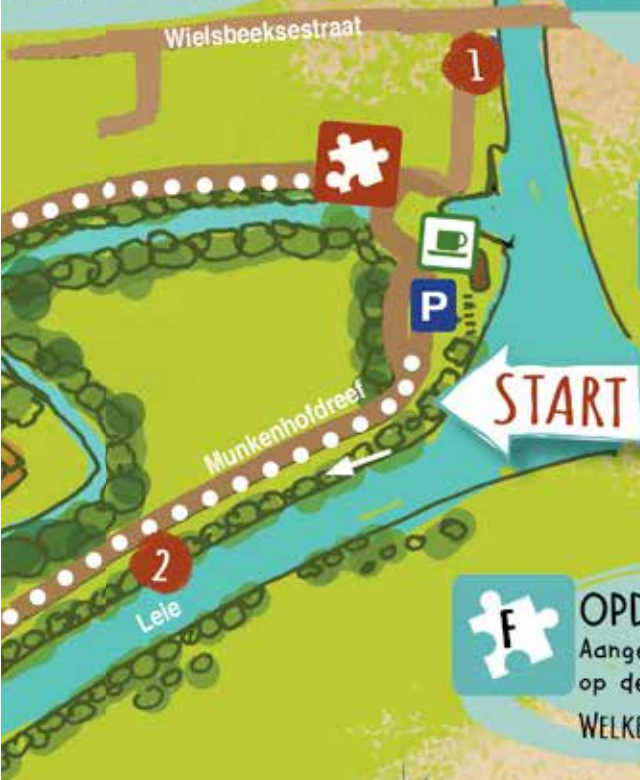 Wielsbeeksestraat
1
P
START
Munkenhofdreef
2
Leie
F
OPD
Aange
op de
WELKE